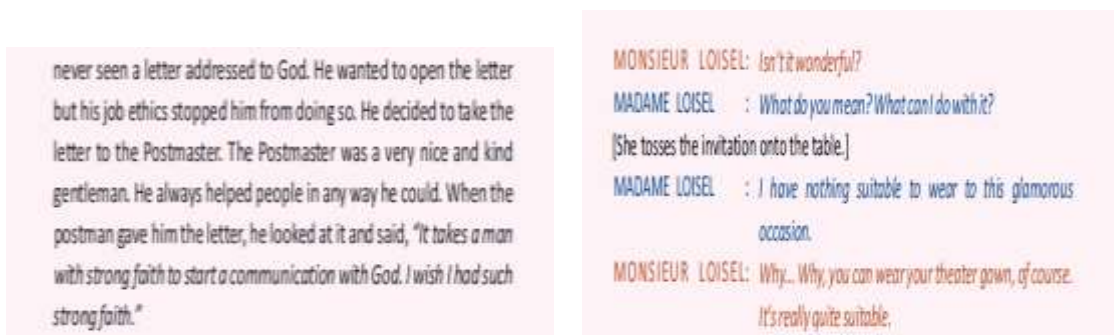 never seen a letter addressed to God. He wanted to open the letter
but his job ethics stopped him from doing so. He decided to take the
letter to the Postmaster. The Postmaster was a very nice and kind
gentleman. He always helped people in any way he could. When the
postman gave him the letter, he looked at it and said, "It takes a man
with strong faith to start a communication with God. I wish I had such
strong faith."
MONSIEUR LOISEL: Isn't it wonderful?
MADAME LOISEL : What do you mean? What can I do with it?
[She tosses the invitation onto the table.]
MADAME LOISEL : I have nothing suitable to wear to this glamorous
occasion.
MONSIEUR LOISEL: Why... Why, you can wear your theater gown, of course.
It's really quite suitable.